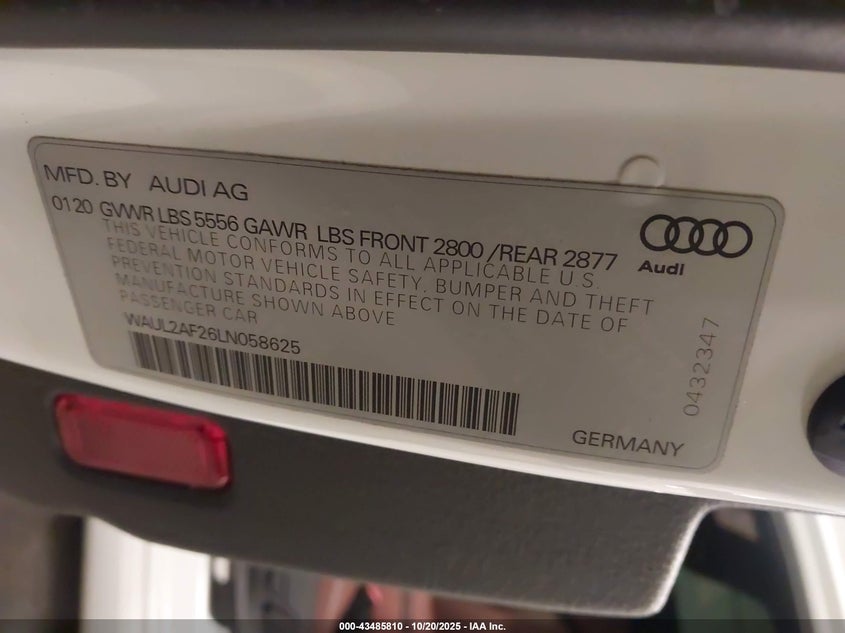 MFD. BY AUDI AG
0120 GVWR LBS 5556 GAWR LBS FRONT 2800 /REAR 2877
THIS VEHICLE CONFORMS TO ALL APPLICABLE U.S.
FEDERAL MOTOR VEHICLE SAFETY, BUMPER AND THEFT
PREVENTION STANDARDS IN EFFECT ON THE DATE OF
MANUFACTURE SHOWN ABOVE
PASSENGER CAR
WAUL2AF26LN058625
Audi
0432347
GERMANY
000-43485810 - 10/20/2025 - IAA Inc.